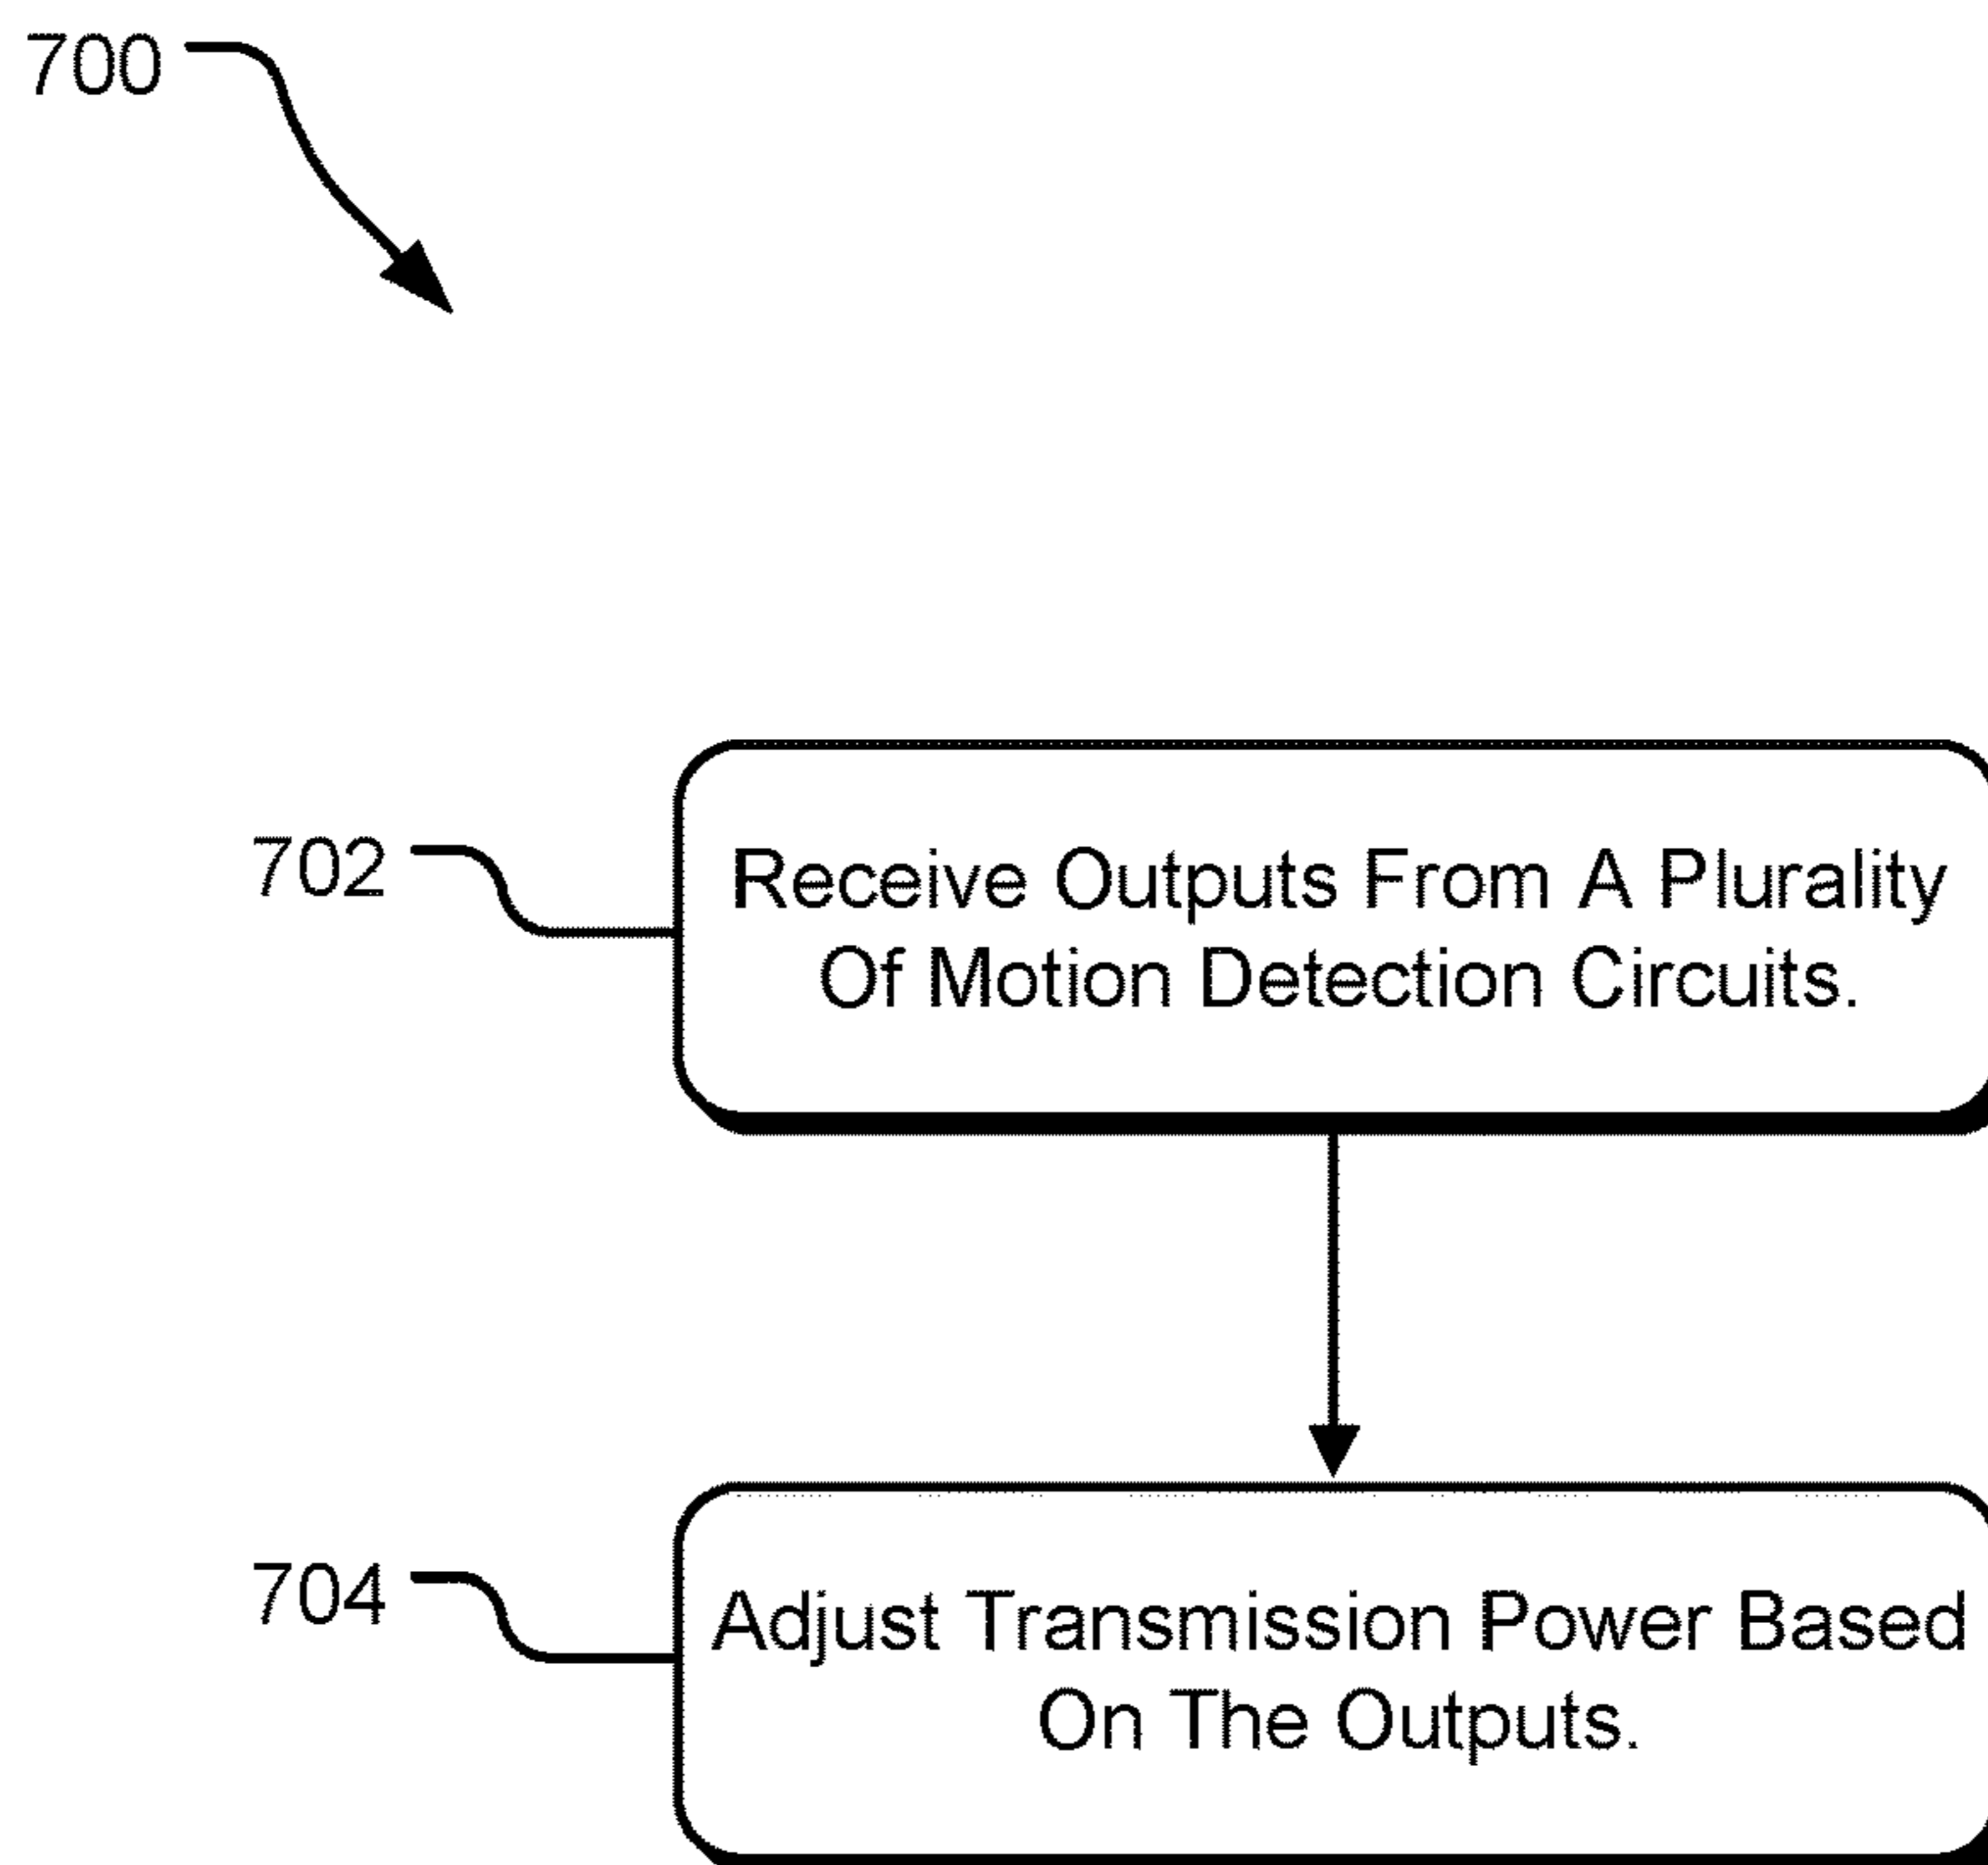 700
702
Receive Outputs From A Plurality
Of Motion Detection Circuits.
704
Adjust Transmission Power Based
On The Outputs.